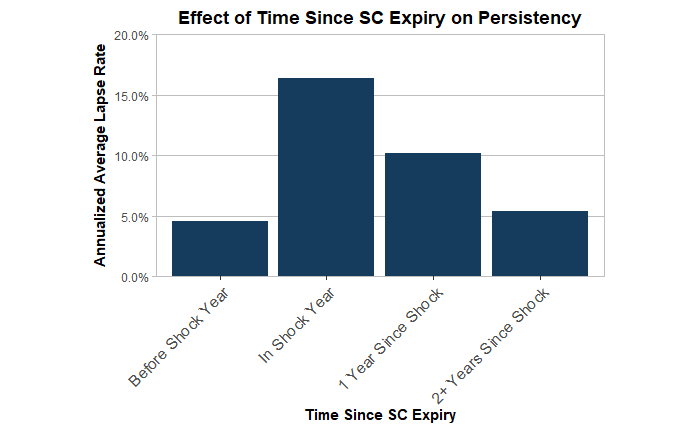 Effect of Time Since SC Expiry on Persistency
Annualized Average Lapse Rate
20.0%
15.0%
10.0%
5.0%
0.0%
Before Shock Year
In Shock Year
1 Year Since Shock
2+ Years Since Shock
Time Since SC Expiry